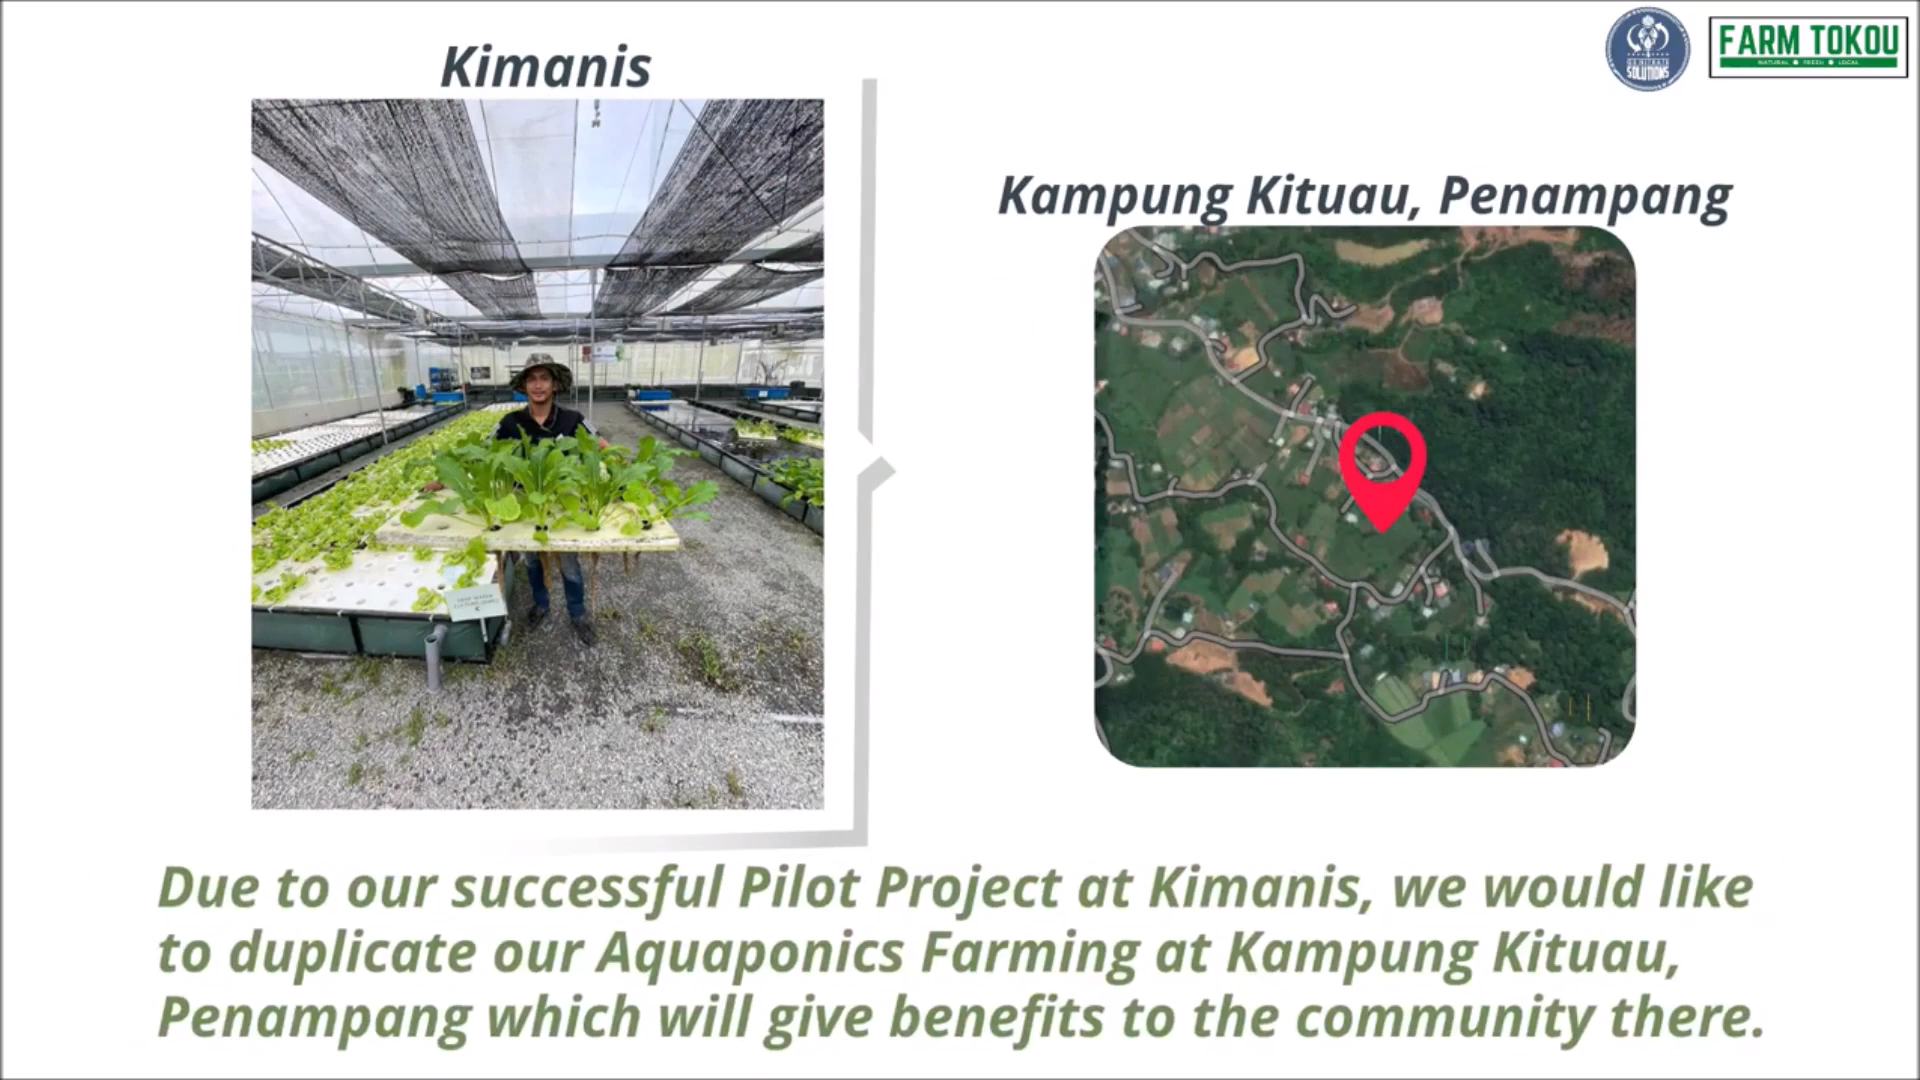 Kimanis
FARM TOKOU
NATURAL ● FRESH ● LOCAL
SOLUTIONS
Kampung Kituau, Penampang
Due to our successful Pilot Project at Kimanis, we would like
to duplicate our Aquaponics Farming at Kampung Kituau,
Penampang which will give benefits to the community there.